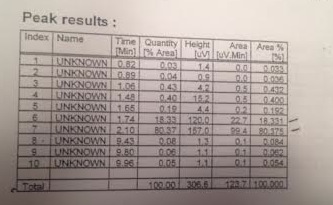 Peak results :
Index Name Time Quantity Height Area Area %
[Min] [% Area] [uV] [uV.Min] [%]
1 UNKNOWN 0.82 0.03 1.4 0.0 0.033
2 UNKNOWN 0.89 0.04 0.9 0.0 0.036
3 UNKNOWN 1.06 0.43 4.2 0.5 0.432
4 UNKNOWN 1.48 0.40 15.2 0.5 0.400
5 UNKNOWN 1.65 0.19 4.4 0.2 0.192
6 UNKNOWN 1.74 18.33 120.0 22.7 18.331
7 UNKNOWN 2.10 80.37 157.0 99.4 80.375
8 UNKNOWN 9.43 0.08 1.3 0.1 0.084
9 UNKNOWN 9.80 0.06 1.1 0.1 0.062
10 UNKNOWN 9.96 0.05 1.1 0.1 0.054
Total 100.00 306.6 123.7 100.000